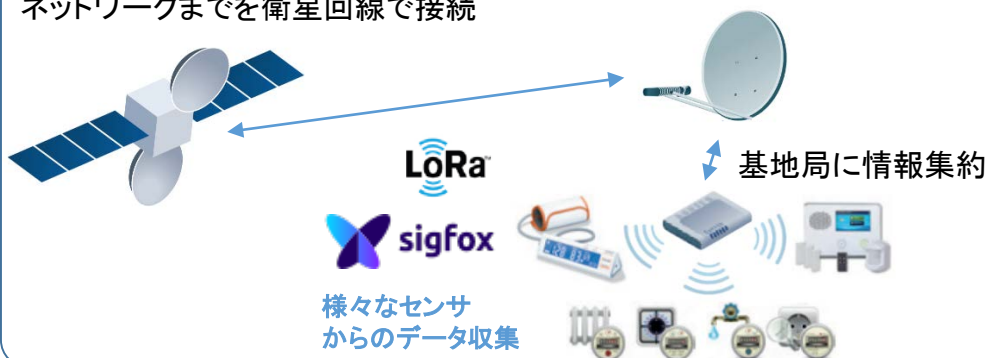 ネットワークまでを衛星回線で接続
LoRa
基地局に情報集約
sigfox
様々なセンサ
からのデータ収集